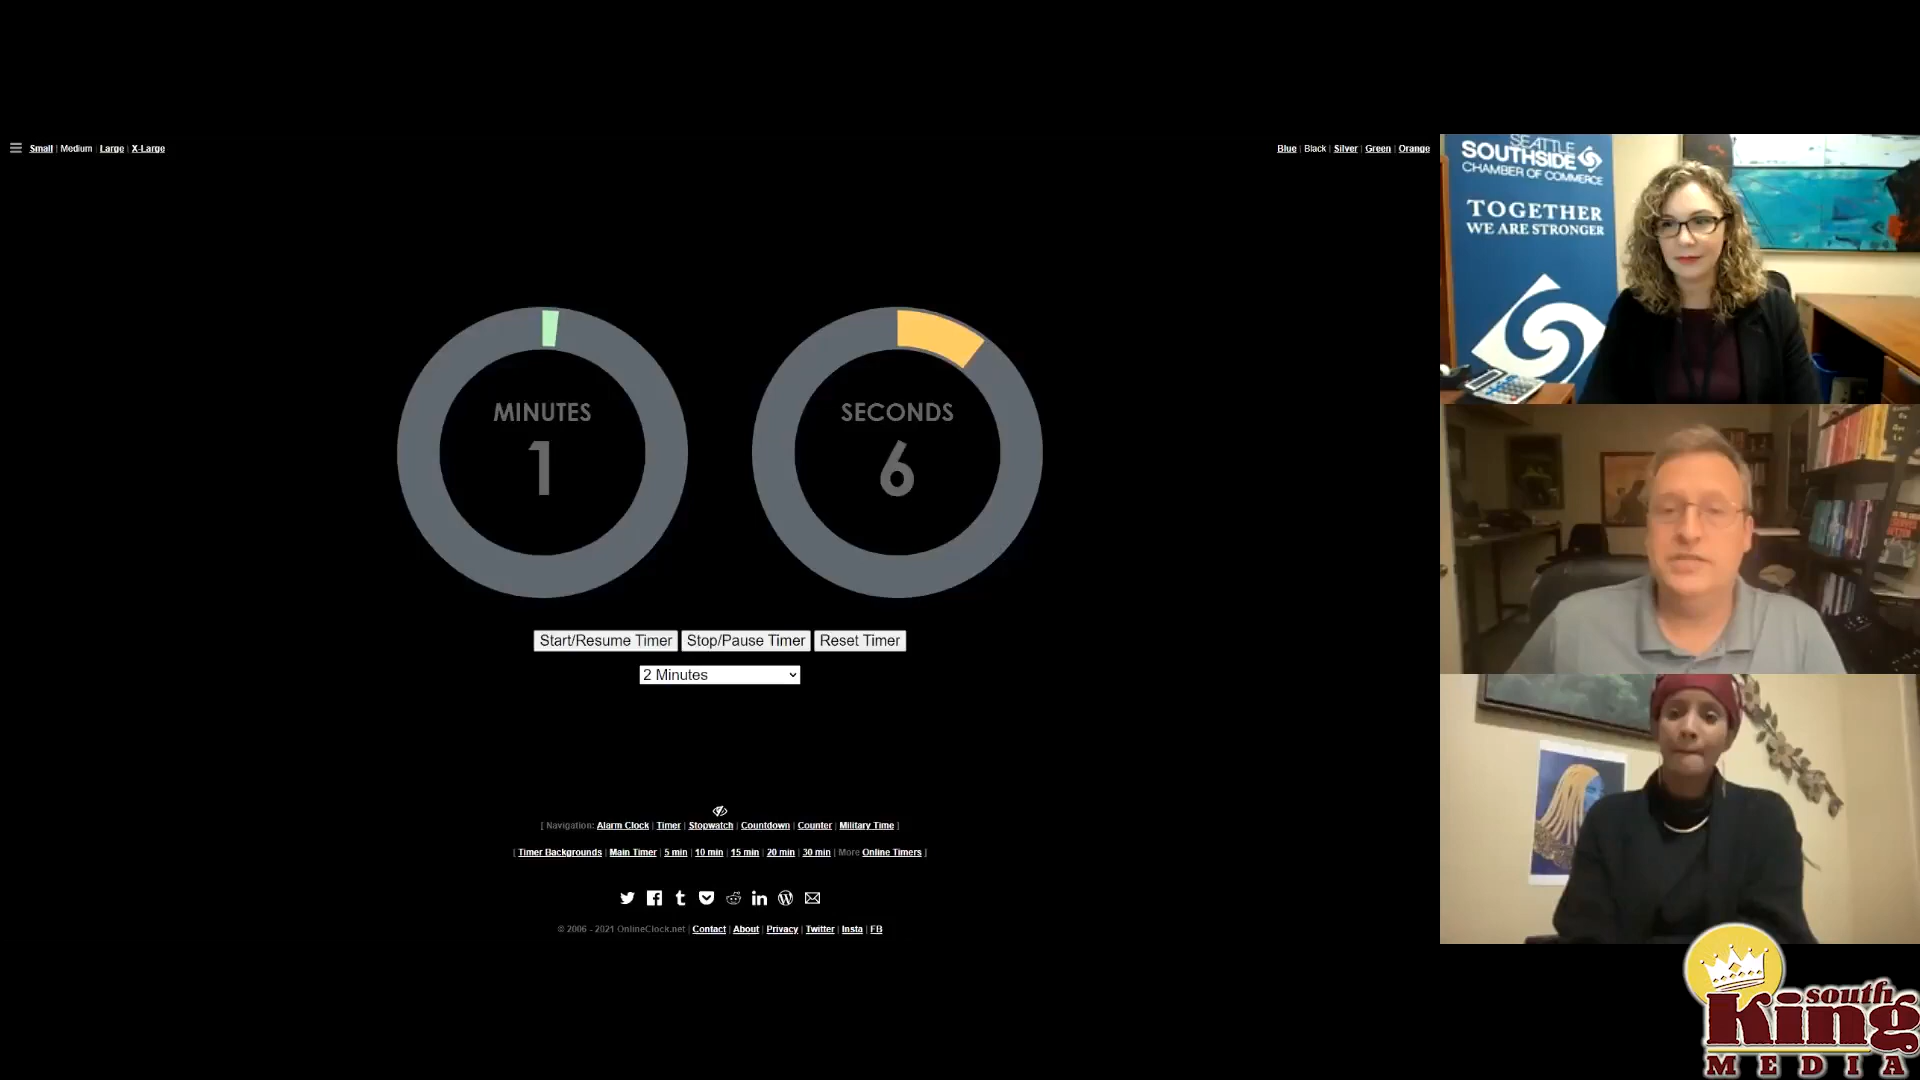 Small | Medium | Large | X-Large
Blue | Black | Silver | Green | Orange
SEATTLE
SOUTHSIDE
CHAMBER OF COMMERCE
TOGETHER
WE ARE STRONGER
MINUTES
1
SECONDS
6
Start/Resume Timer
Stop/Pause Timer
Reset Timer
2 Minutes
[ Navigation: Alarm Clock | Timer | Stopwatch | Countdown | Counter | Military Time ]
[ Timer Backgrounds | Main Timer | 5 min | 10 min | 15 min | 20 min | 30 min | More Online Timers ]
© 2006 - 2021 OnlineClock.net | Contact | About | Privacy | Twitter | Insta | FB
south
King
MEDIA